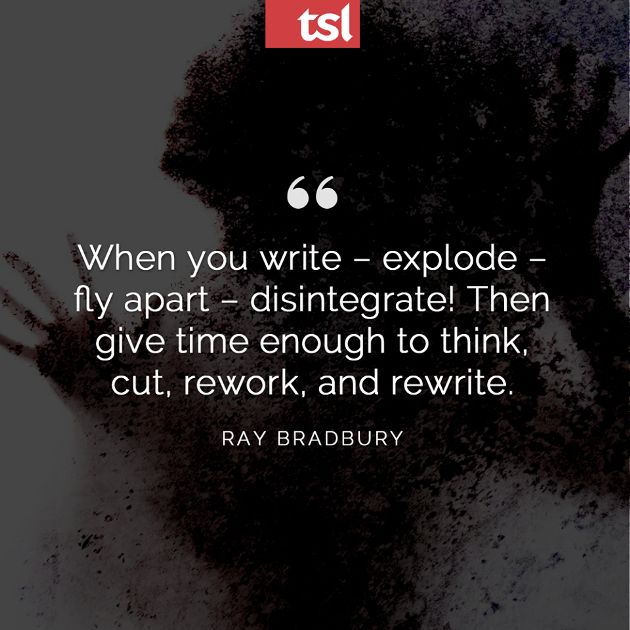 tsl
“
When you write – explode –
fly apart – disintegrate! Then
give time enough to think,
cut, rework, and rewrite.
RAY BRADBURY